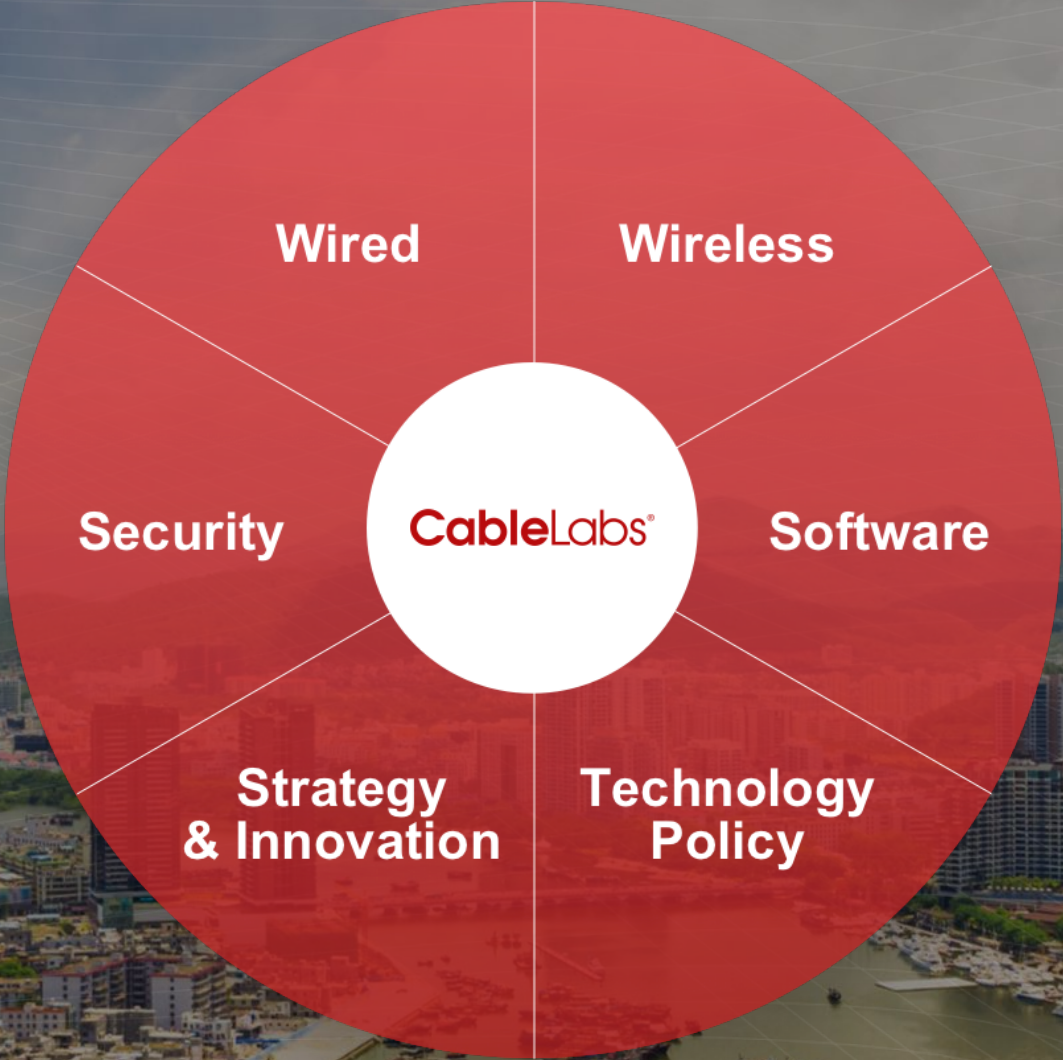 Wired
Wireless
Security
CableLabs®
Software
Strategy
& Innovation
Technology
Policy